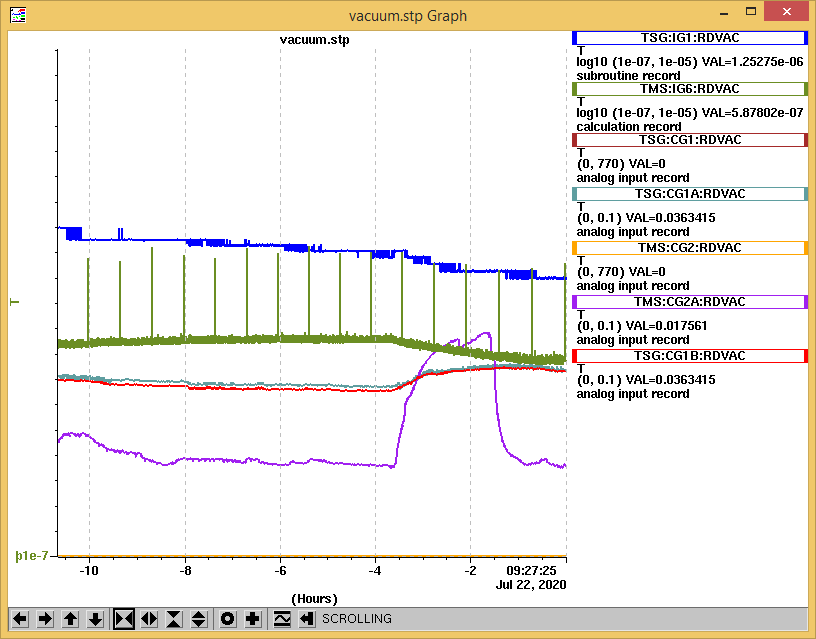 vacuum.stp Graph
vacuum.stp
TSG:IG1:RDVAC
T
log10 (1e-07, 1e-05) VAL=1.25275e-06
subroutine record
TMS:IG6:RDVAC
T
log10 (1e-07, 1e-05) VAL=5.87802e-07
calculation record
TSG:CG1:RDVAC
T
(0, 770) VAL=0
analog input record
TSG:CG1A:RDVAC
T
(0, 0.1) VAL=0.0363415
analog input record
TMS:CG2:RDVAC
T
(0, 770) VAL=0
analog input record
TMS:CG2A:RDVAC
T
(0, 0.1) VAL=0.017561
analog input record
TSG:CG1B:RDVAC
T
(0, 0.1) VAL=0.0363415
analog input record
T
1e-7
-10 -8 -6 -4 -2 09:27:25
Jul 22, 2020
(Hours)
SCROLLING